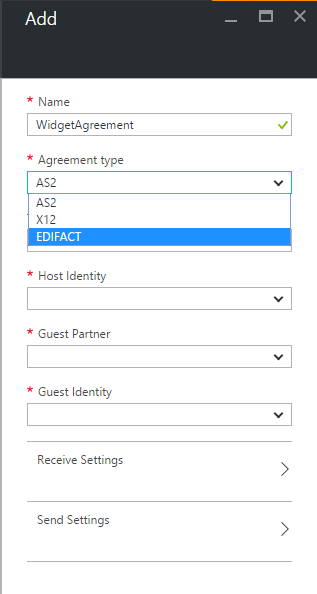 Add
* Name
WidgetAgreement
* Agreement type
AS2
AS2
X12
EDIFACT
* Host Identity
* Guest Partner
* Guest Identity
Receive Settings
Send Settings